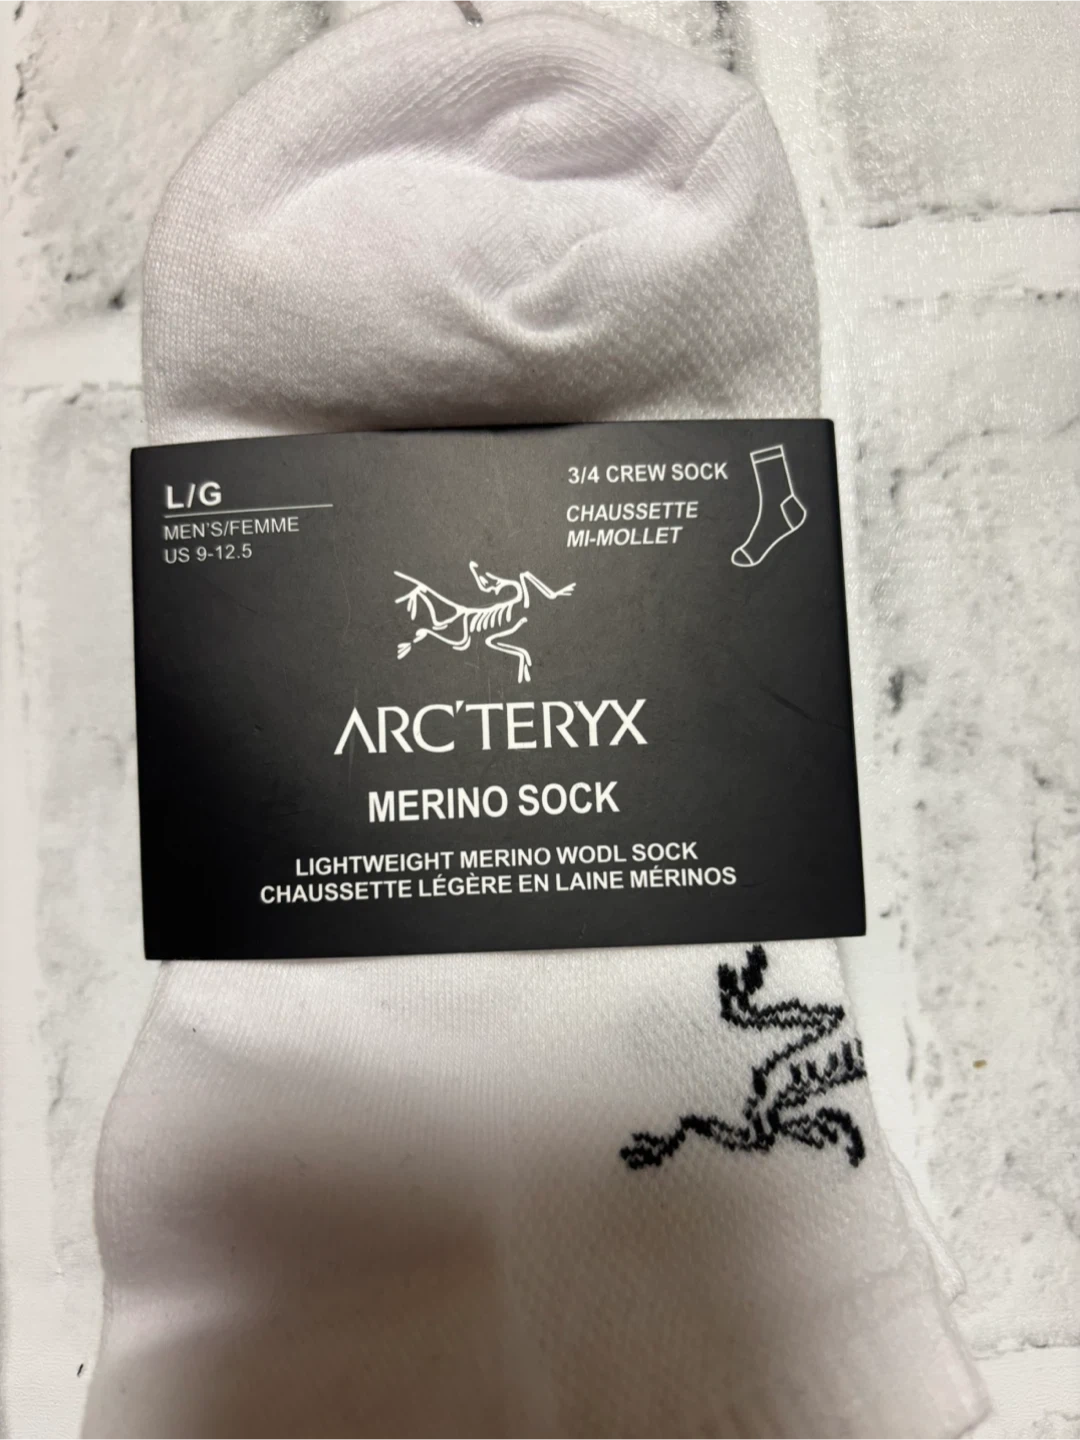 L/G
MEN'S/FEMME
US 9-12.5
3/4 CREW SOCK
CHAUSSETTE
MI-MOLLET
ARC'TERYX
MERINO SOCK
LIGHTWEIGHT MERINO WODL SOCK
CHAUSSETTE LÉGÈRE EN LAINE MÉRINOS